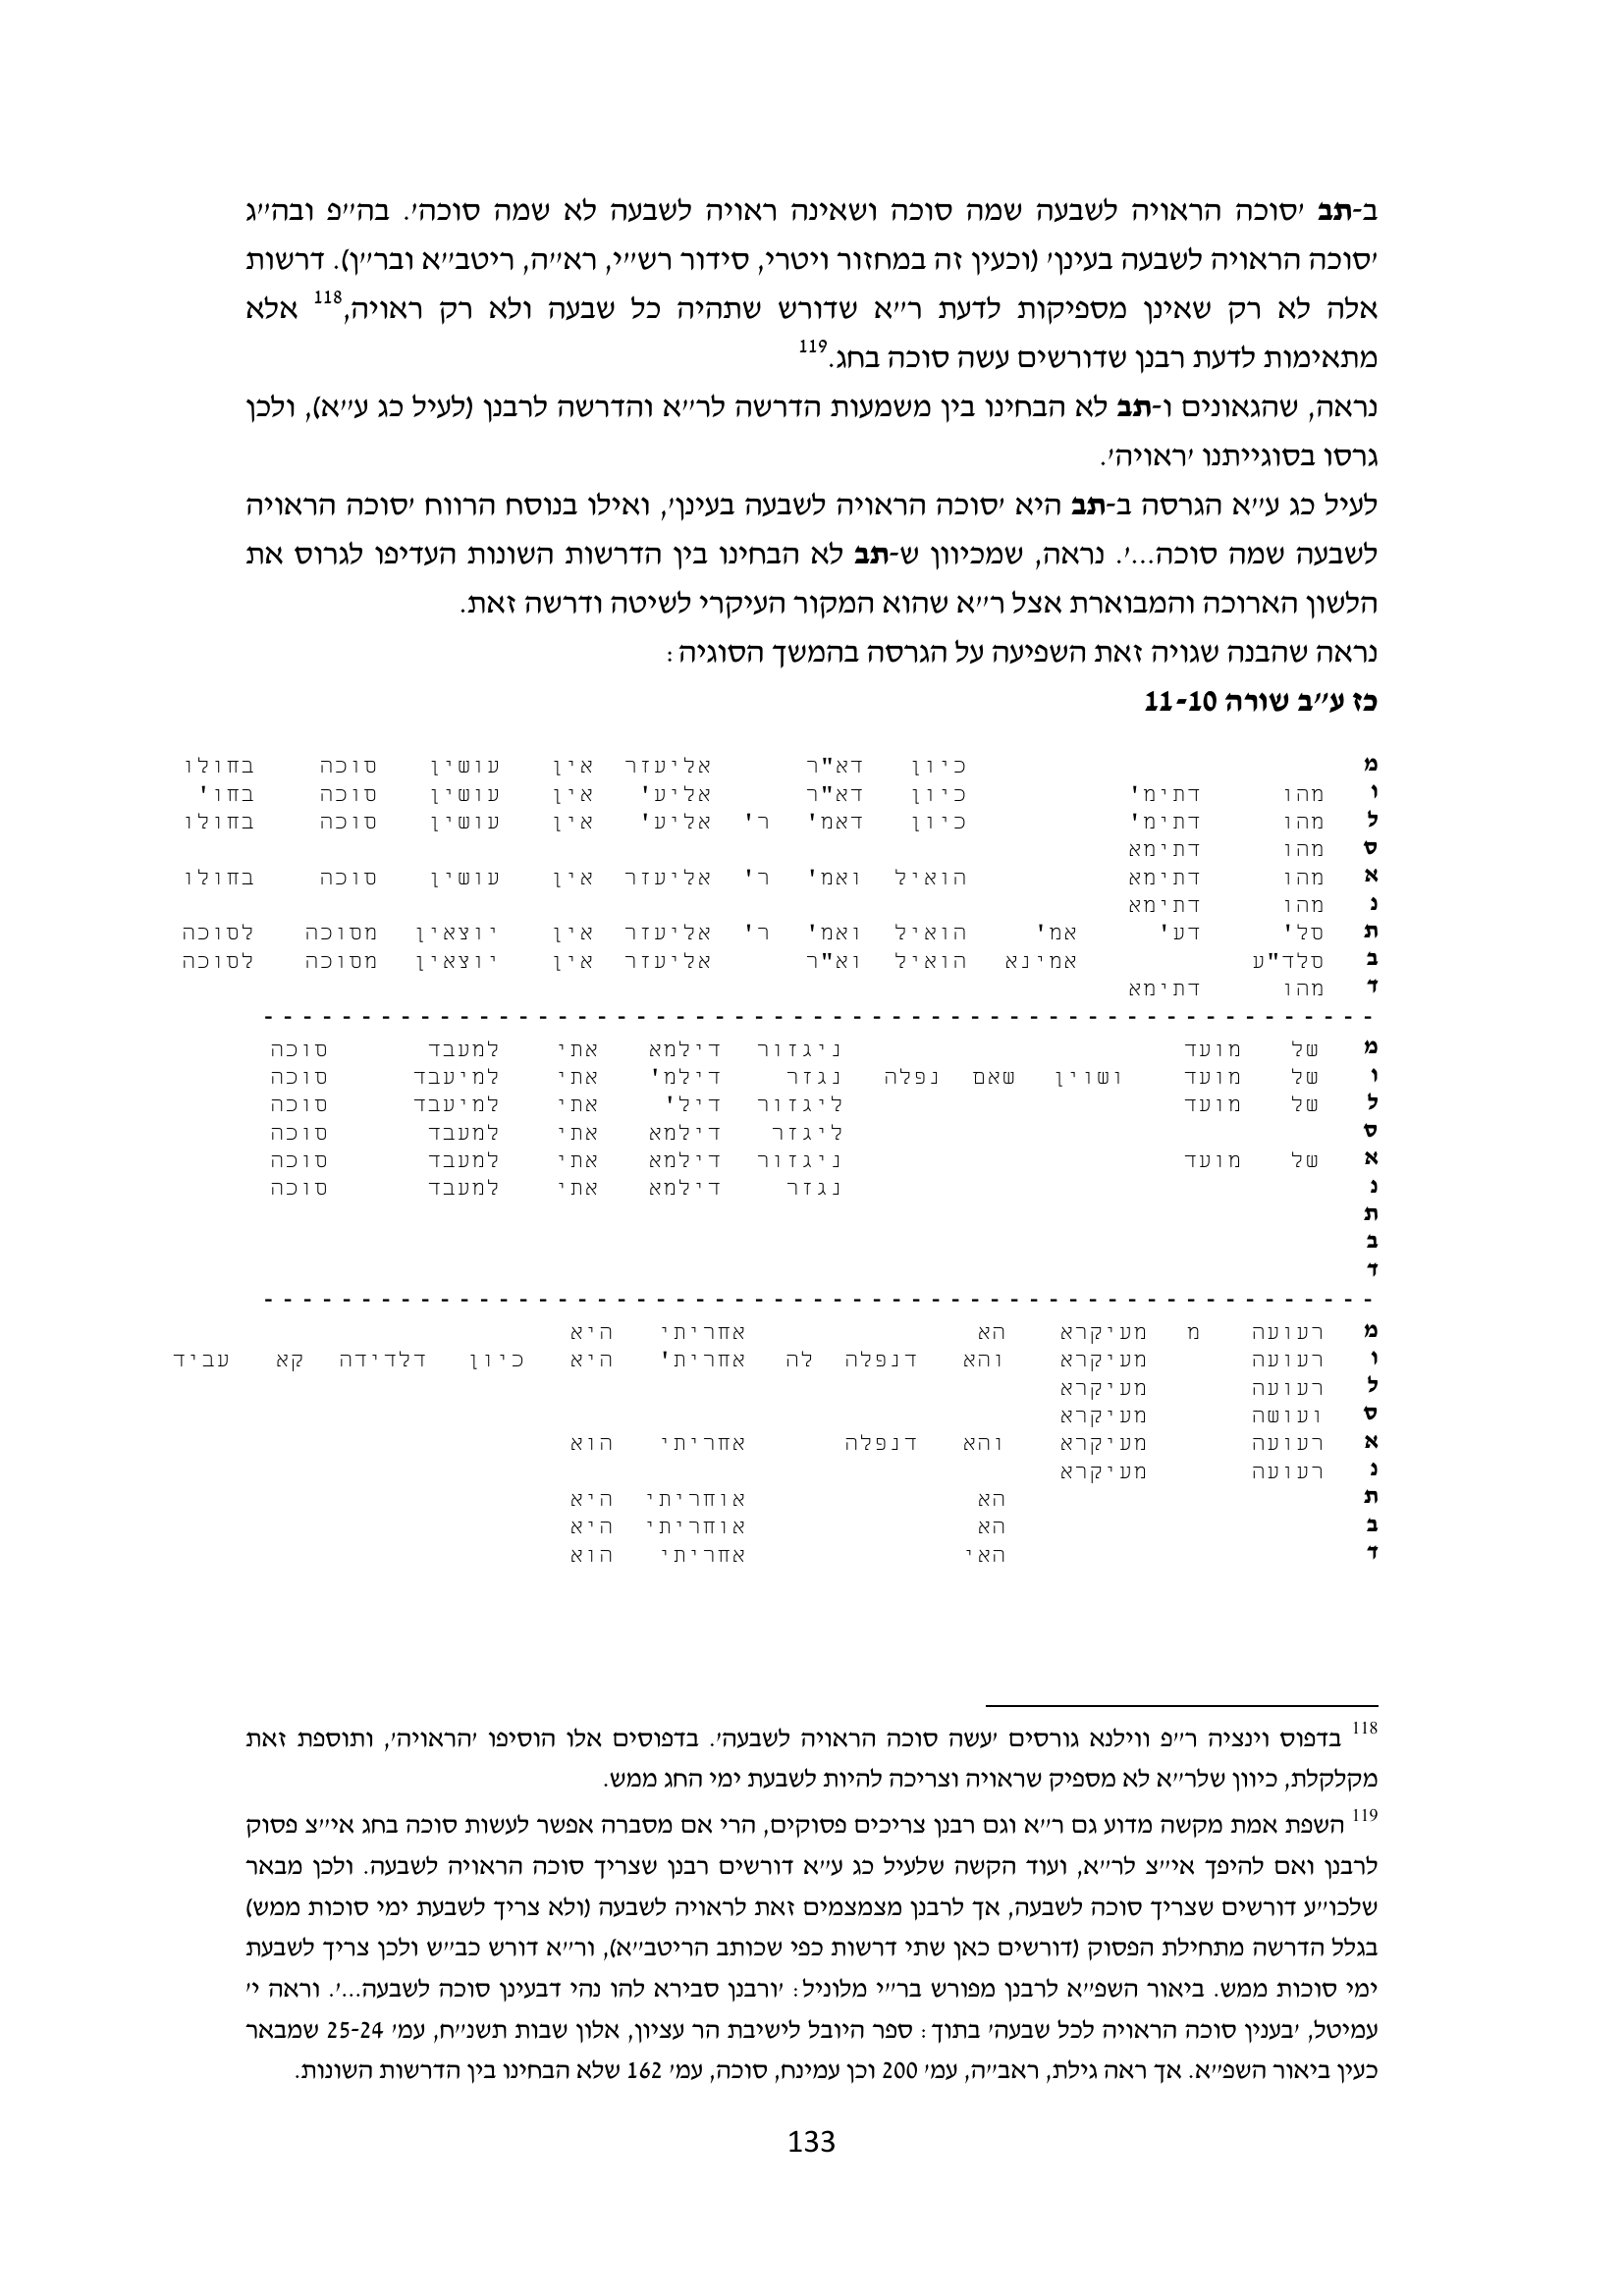 ב-תב 'סוכה הראויה לשבעה שמה סוכה ושאינה ראויה לשבעה לא שמה סוכה'. בה"פ ובה"ג
'סוכה הראויה לשבעה בעינן' (וכעין זה במחזור ויטרי, סידור רש"י, רא"ה, ריטב"א ובר"ן). דרשות
אלה לא רק שאינן מספיקות לדעת ר"א שדורש שתהיה כל שבעה ולא רק ראויה,118 אלא
מתאימות לדעת רבנן שדורשים עשה סוכה בחג.119
נראה, שהגאונים ו-תב לא הבחינו בין משמעות הדרשה לר"א והדרשה לרבנן (לעיל כג ע"א), ולכן
גרסו בסוגייתנו 'ראויה'.
לעיל כג ע"א הגרסה ב-תב היא 'סוכה הראויה לשבעה בעינן', ואילו בנוסח הרווח 'סוכה הראויה
לשבעה שמה סוכה...'. נראה, שמכיוון ש-תב לא הבחינו בין הדרשות השונות העדיפו לגרוס את
הלשון הארוכה והמבוארת אצל ר"א שהוא המקור העיקרי לשיטה ודרשה זאת.
נראה שהבנה שגויה זאת השפיעה על הגרסה בהמשך הסוגיה:
כז ע"ב שורה 11-10
מ כיון דא"ר אליעזר אין עושין סוכה בחולו
ו מהו דתימ' כיון דא"ר אליע' אין עושין סוכה בחו'
ל מהו דתימ' כיון דאמ' ר' אליע' אין עושין סוכה בחולו
ס מהו דתימא
א מהו דתימא הואיל ואמ' ר' אליעזר אין עושין סוכה בחולו
נ מהו דתימא
ת סל' דע' אמ' הואיל ואמ' ר' אליעזר אין יוצאין מסוכה לסוכה
ב סלד"ע אמינא הואיל וא"ר אליעזר אין יוצאין מסוכה לסוכה
ד מהו דתימא
- - - - - - - - - - - - - - - - - - - - - - - - - - - - - - - - - - - - - - - - - - - - - - - - - - - - - - - - -
מ של מועד ניגזור דילמא אתי למעבד סוכה
ו של מועד ושוין שאם נפלה נגזר דילמ' אתי למיעבד סוכה
ל של מועד ליגזור דיל' אתי למיעבד סוכה
ס ליגזר דילמא אתי למעבד סוכה
א של מועד ניגזור דילמא אתי למעבד סוכה
נ נגזר דילמא אתי למעבד סוכה
ת
ב
ד
- - - - - - - - - - - - - - - - - - - - - - - - - - - - - - - - - - - - - - - - - - - - - - - - - - - - - - - - -
מ רעועה מ מעיקרא הא אחריתי היא
ו רעועה מעיקרא והא דנפלה לה אחרית' היא כיון דלדידה קא עביד
ל רעועה מעיקרא
ס ועושה מעיקרא
א רעועה מעיקרא והא דנפלה אחריתי הוא
נ רעועה מעיקרא
ת הא אוחריתי היא
ב הא אוחריתי היא
ד האי אחריתי הוא
118 בדפוס וינציה ר"פ ווילנא גורסים 'עשה סוכה הראויה לשבעה'. בדפוסים אלו הוסיפו 'הראויה', ותוספת זאת
מקלקלת, כיוון שלר"א לא מספיק שראויה וצריכה להיות לשבעת ימי החג ממש.
119 השפת אמת מקשה מדוע גם ר"א וגם רבנן צריכים פסוקים, הרי אם מסברה אפשר לעשות סוכה בחג אי"צ פסוק
לרבנן ואם להיפך אי"צ לר"א, ועוד הקשה שלעיל כג ע"א דורשים רבנן שצריך סוכה הראויה לשבעה. ולכן מבאר
שלכו"ע דורשים שצריך סוכה לשבעה, אך לרבנן מצמצמים זאת לראויה לשבעה (ולא צריך לשבעת ימי סוכות ממש)
בגלל הדרשה מתחילת הפסוק (דורשים כאן שתי דרשות כפי שכותב הריטב"א), ור"א דורש כב"ש ולכן צריך לשבעת
ימי סוכות ממש. ביאור השפ"א לרבנן מפורש בר"י מלוניל: 'ורבנן סבירא להו נהי דבעינן סוכה לשבעה...'. וראה י'
עמיטל, 'בענין סוכה הראויה לכל שבעה' בתוך: ספר היובל לישיבת הר עציון, אלון שבות תשנ"ח, עמ' 25-24 שמבאר
כעין ביאור השפ"א. אך ראה גילת, ראב"ה, עמ' 200 וכן עמינח, סוכה, עמ' 162 שלא הבחינו בין הדרשות השונות.
133